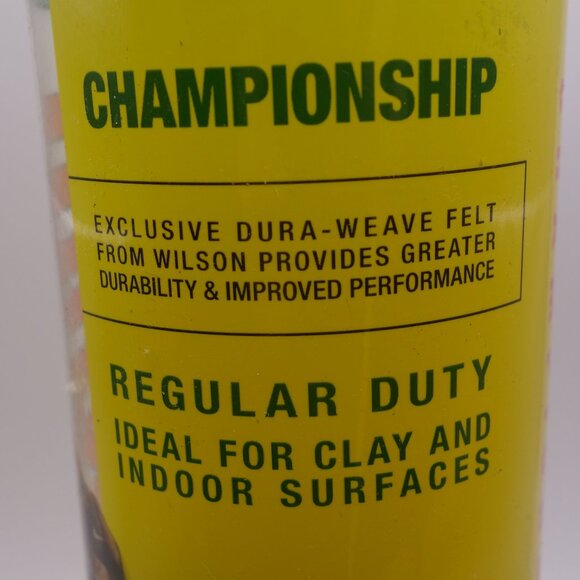 CHAMPIONSHIP
EXCLUSIVE DURA-WEAVE FELT
FROM WILSON PROVIDES GREATER
DURABILITY & IMPROVED PERFORMANCE
REGULAR DUTY
IDEAL FOR CLAY AND
INDOOR SURFACES